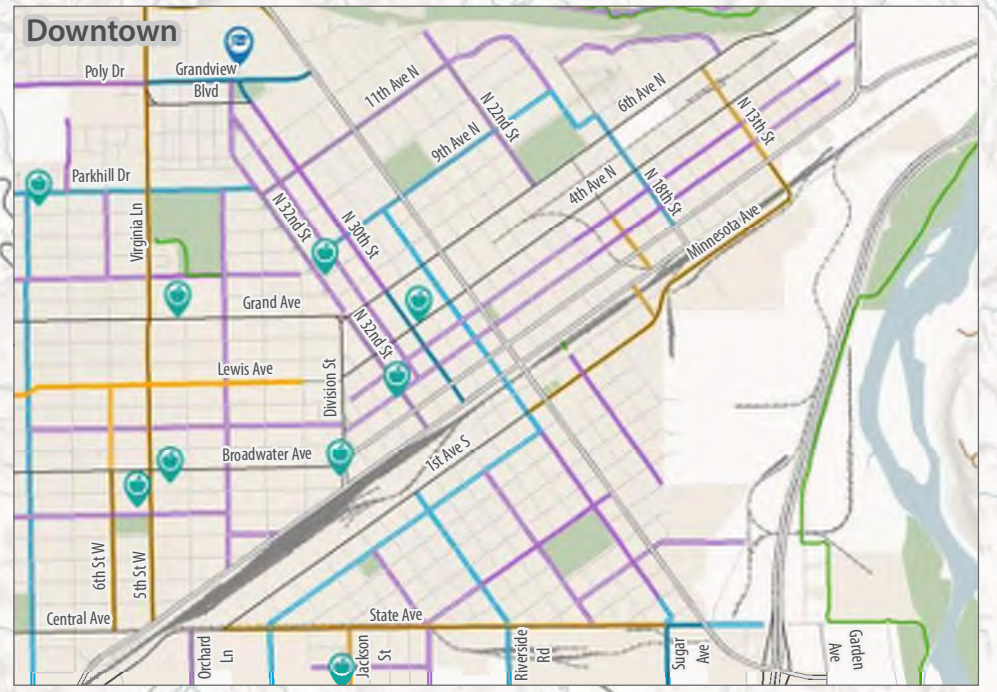 Downtown
Poly Dr
Grandview
Blvd
11th Ave N
N 22nd St
6th Ave N
N 13th St
9th Ave N
Parkhill Dr
4th Ave N
N 18th St
Virginia Ln
N 32nd St
N 30th St
Minnesota Ave
Grand Ave
N 32nd St
Lewis Ave
Division St
Broadwater Ave
1st Ave S
6th St W
5th St W
Central Ave
State Ave
Orchard
Ln
Jackson
St
Riverside
Rd
Sugar
Ave
Garden
Ave